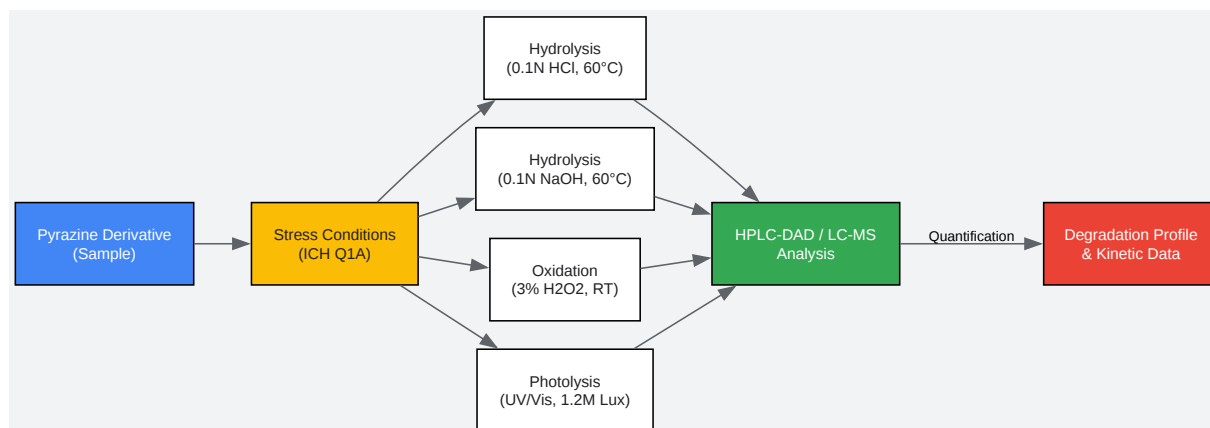 Hydrolysis
(0.1N HCl, 60°C)
Hydrolysis
(0.1N NaOH, 60°C)
Pyrazine Derivative
(Sample)
Stress Conditions
(ICH Q1A)
HPLC-DAD / LC-MS
Analysis
Quantification
Degradation Profile
& Kinetic Data
Oxidation
(3% H2O2, RT)
Photolysis
(UV/Vis, 1.2M Lux)